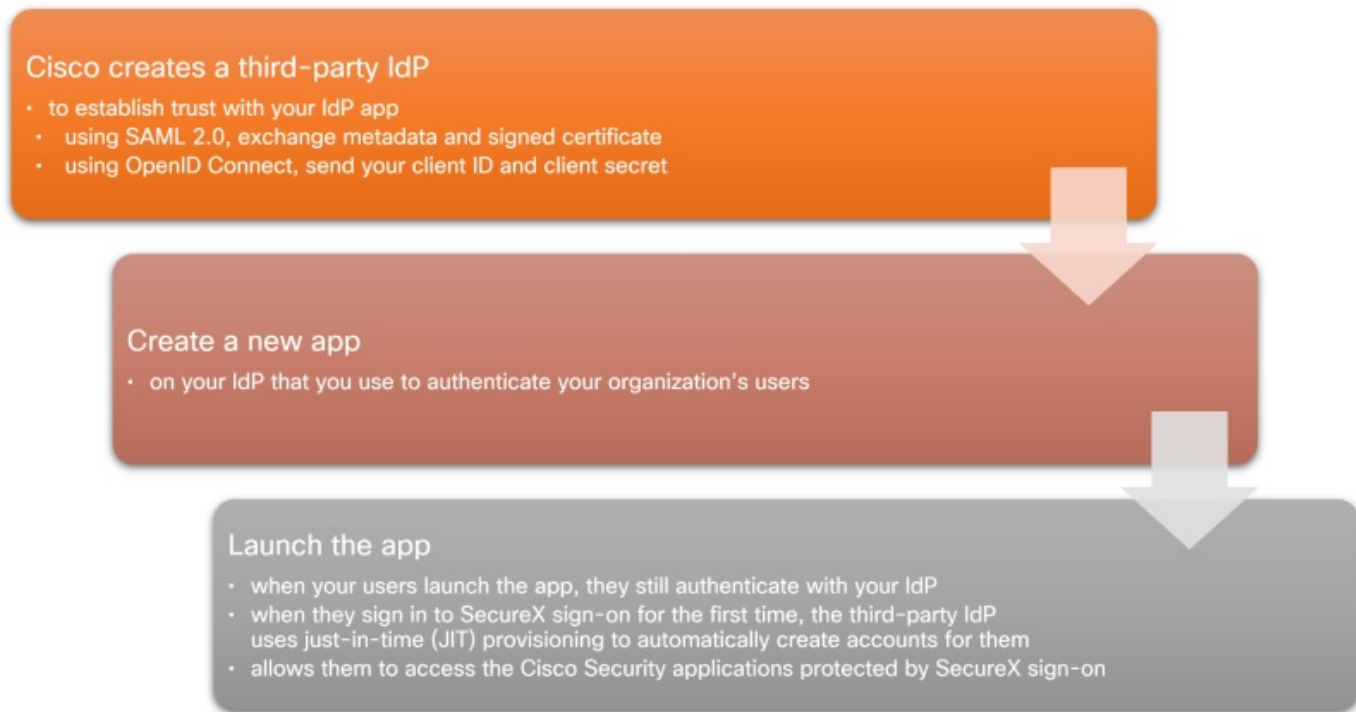 Cisco creates a third-party IdP
• to establish trust with your IdP app
• using SAML 2.0, exchange metadata and signed certificate
• using OpenID Connect, send your client ID and client secret
Create a new app
• on your IdP that you use to authenticate your organization's users
Launch the app
• when your users launch the app, they still authenticate with your IdP
• when they sign in to SecureX sign-on for the first time, the third-party IdP
uses just-in-time (JIT) provisioning to automatically create accounts for them
• allows them to access the Cisco Security applications protected by SecureX sign-on